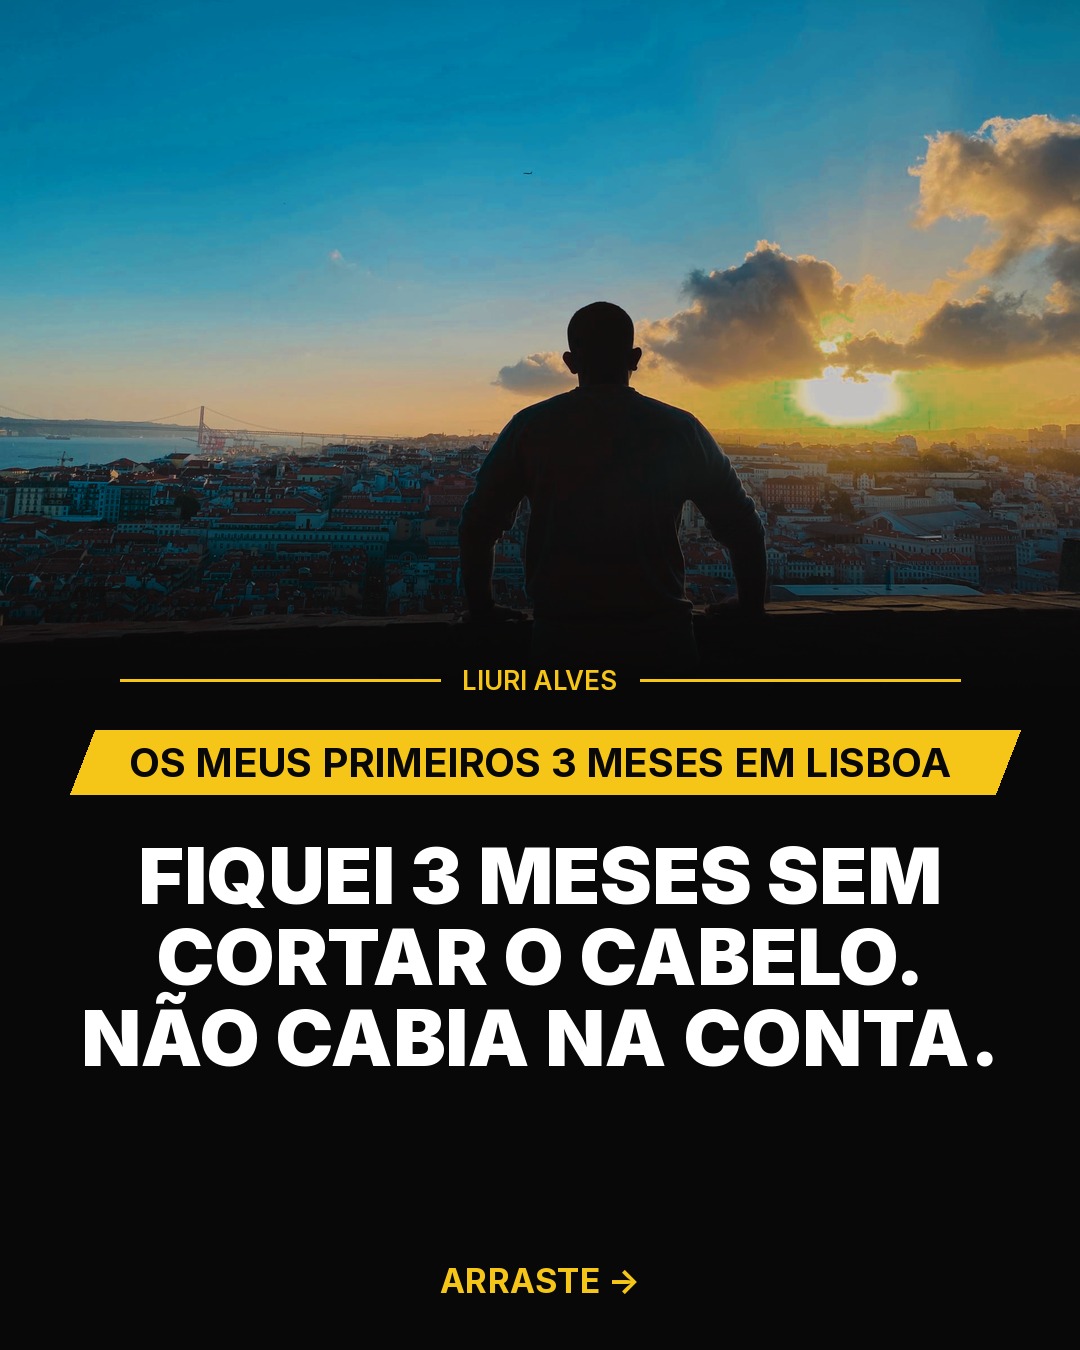 LIURI ALVES
OS MEUS PRIMEIROS 3 MESES EM LISBOA
FIQUEI 3 MESES SEM
CORTAR O CABELO.
NÃO CABIA NA CONTA.
ARRASTE →